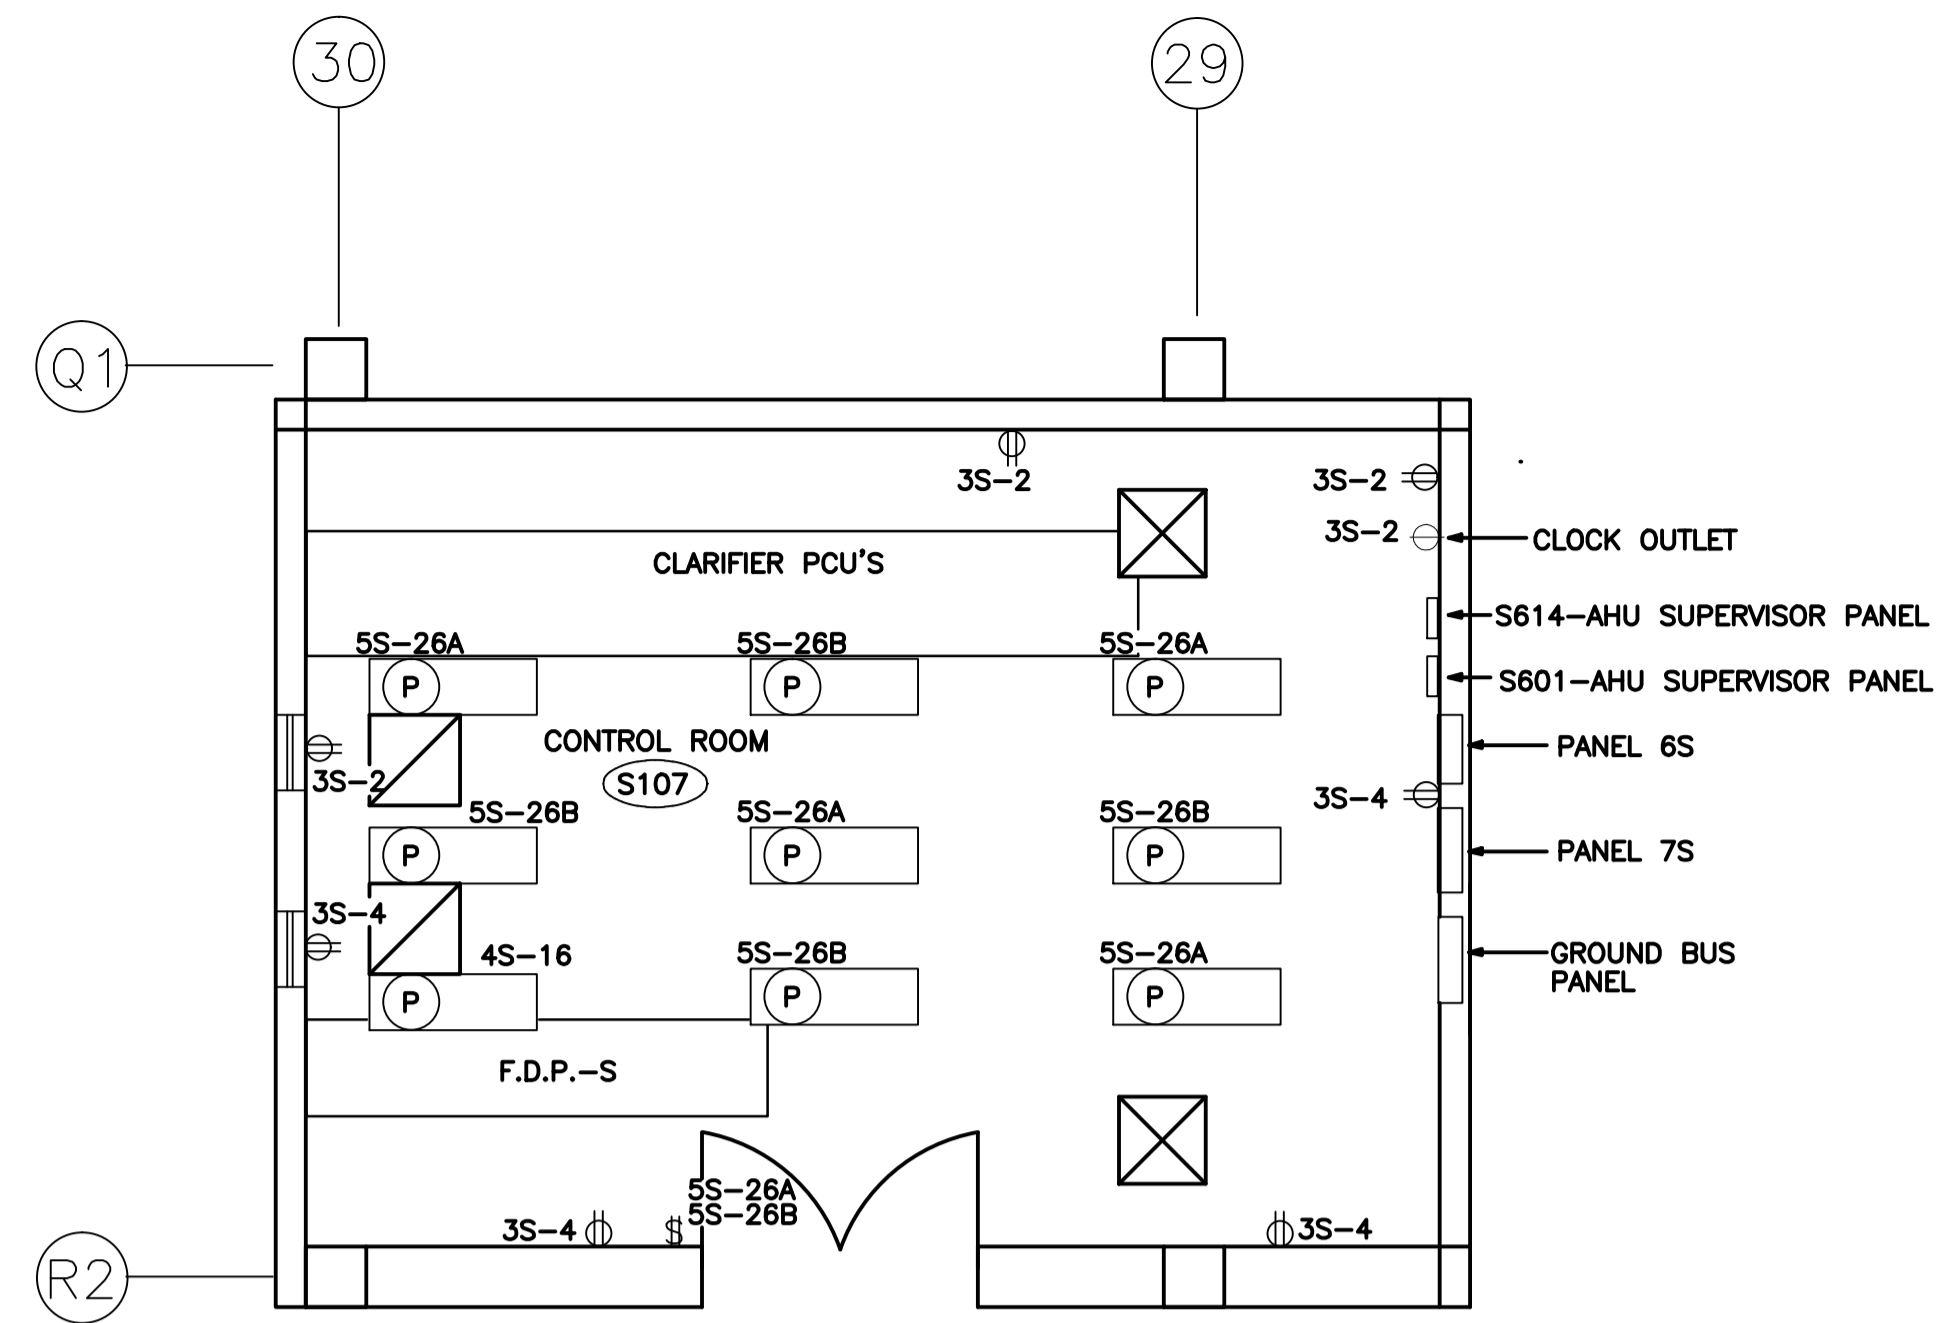 30
29
Q1
3S-2
3S-2
3S-2
CLOCK OUTLET
CLARIFIER PCU'S
S614-AHU SUPERVISOR PANEL
5S-26A
5S-26B
5S-26A
S601-AHU SUPERVISOR PANEL
P
P
P
CONTROL ROOM
PANEL 6S
3S-2
S107
3S-4
5S-26B
5S-26A
5S-26B
P
P
P
PANEL 7S
3S-4
4S-16
5S-26B
5S-26A
GROUND BUS
PANEL
P
P
P
F.D.P.-S
5S-26A
5S-26B
3S-4
$
3S-4
R2